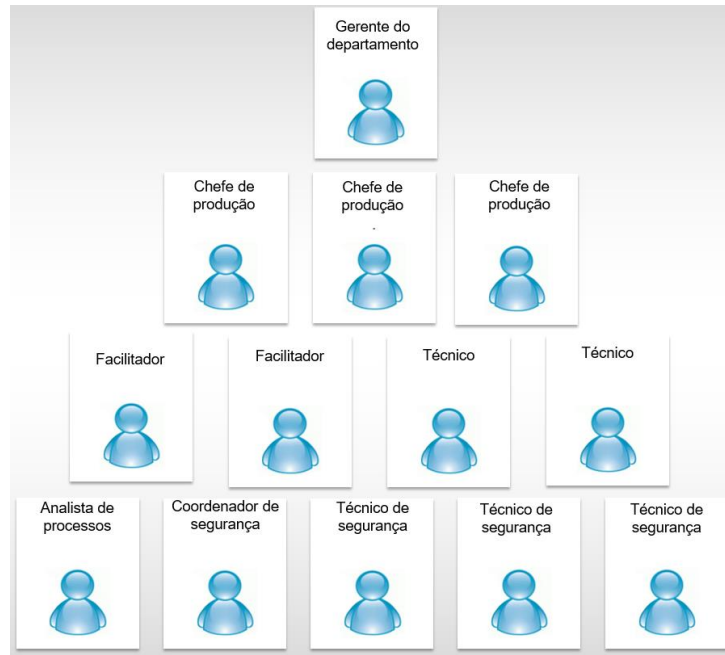 Gerente do
departamento
Chefe de
produção
Chefe de
produção
.
Chefe de
produção
Facilitador
Facilitador
Técnico
Técnico
Analista de
processos
Coordenador de
segurança
Técnico de
segurança
Técnico de
segurança
Técnico de
segurança